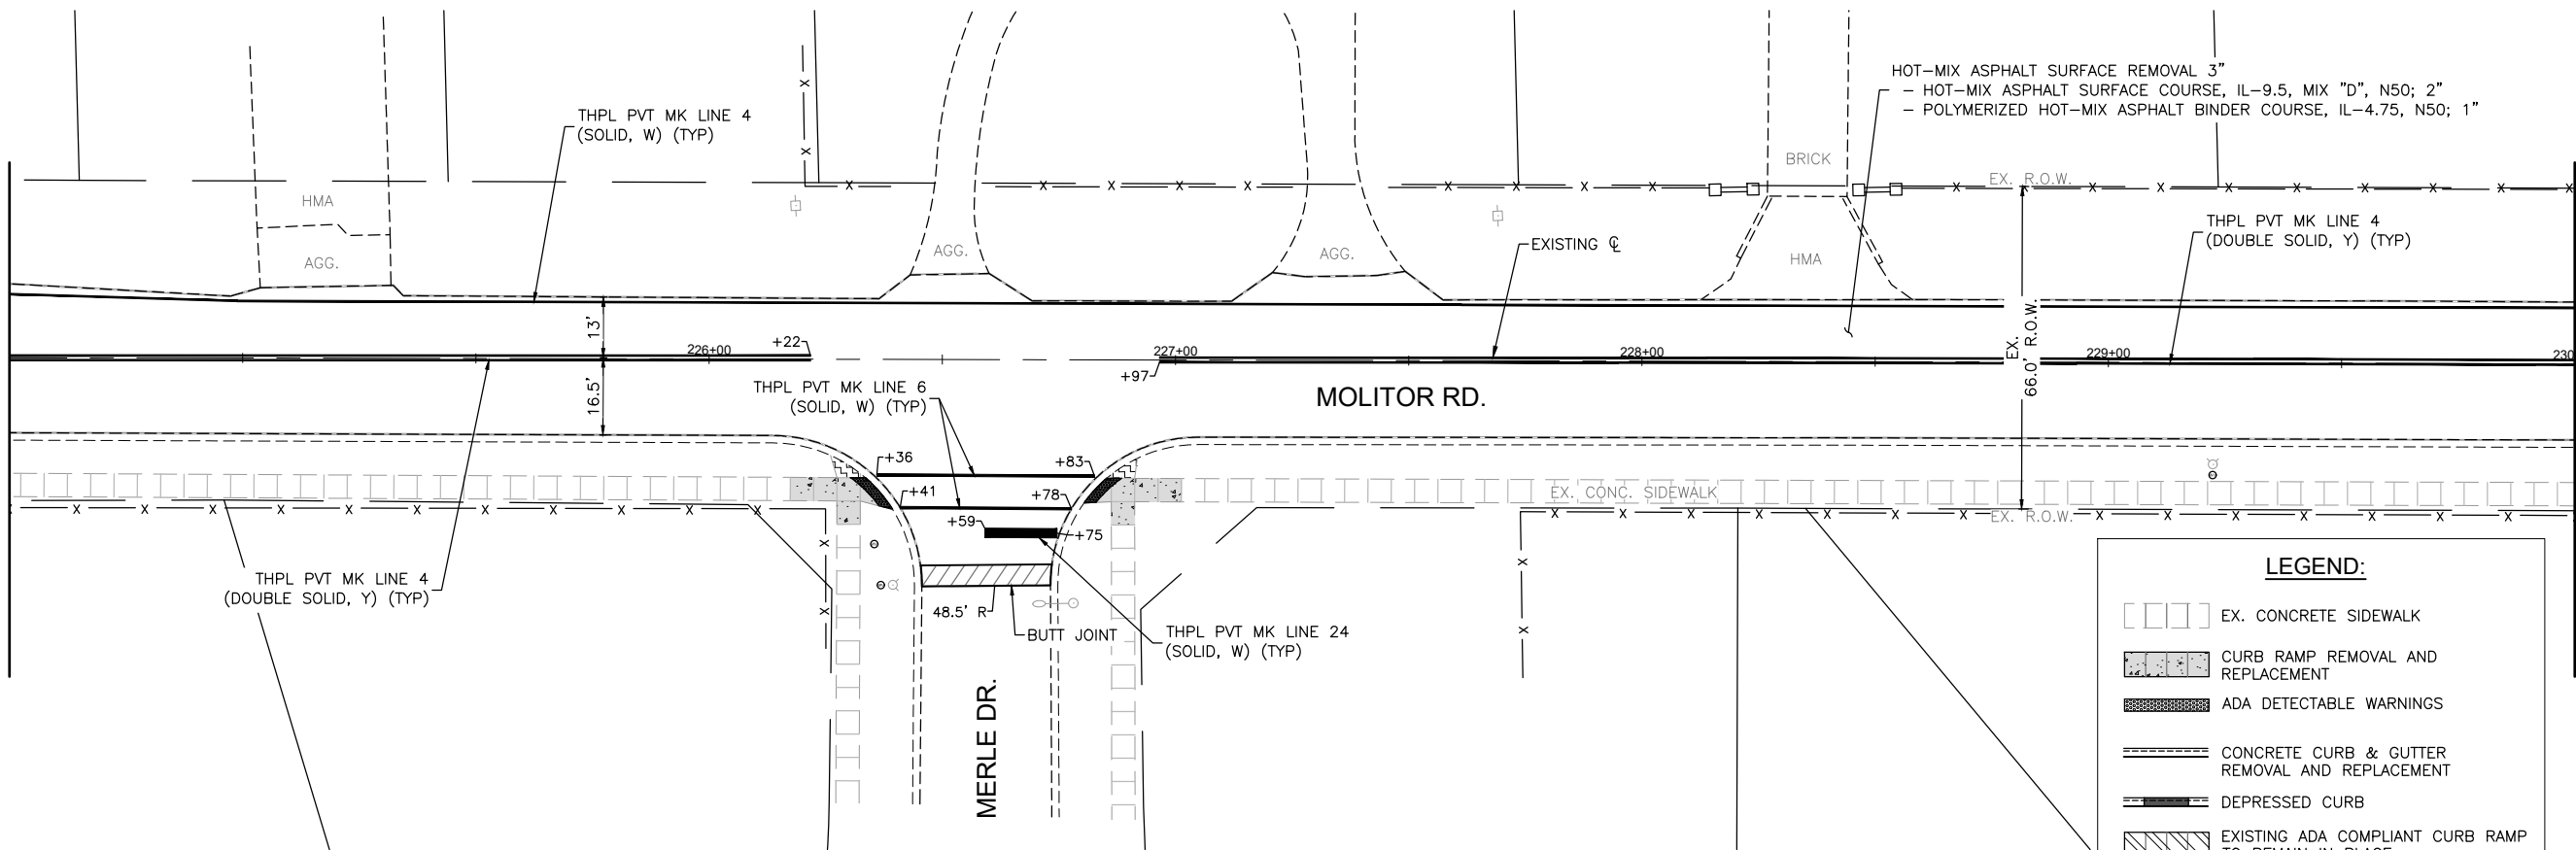 HOT-MIX ASPHALT SURFACE REMOVAL 3"
- HOT-MIX ASPHALT SURFACE COURSE, IL-9.5, MIX "D", N50; 2"
- POLYMERIZED HOT-MIX ASPHALT BINDER COURSE, IL-4.75, N50; 1"
THPL PVT MK LINE 4
(SOLID, W) (TYP)
BRICK
EX. R.O.W.
HMA
AGG.
AGG.
AGG.
HMA
EXISTING ℄
THPL PVT MK LINE 4
(DOUBLE SOLID, Y) (TYP)
13'
16.5'
EX.
66.0' R.O.W.
226+00
+22
227+00
+97
228+00
229+00
230
MOLITOR RD.
THPL PVT MK LINE 6
(SOLID, W) (TYP)
+36
+83
+41
+78
+59
+75
EX. CONC. SIDEWALK
EX. R.O.W.
THPL PVT MK LINE 4
(DOUBLE SOLID, Y) (TYP)
48.5' R
BUTT JOINT
THPL PVT MK LINE 24
(SOLID, W) (TYP)
MERLE DR.
LEGEND:
EX. CONCRETE SIDEWALK
CURB RAMP REMOVAL AND
REPLACEMENT
ADA DETECTABLE WARNINGS
CONCRETE CURB & GUTTER
REMOVAL AND REPLACEMENT
DEPRESSED CURB
EXISTING ADA COMPLIANT CURB RAMP
TO REMAIN IN PLACE